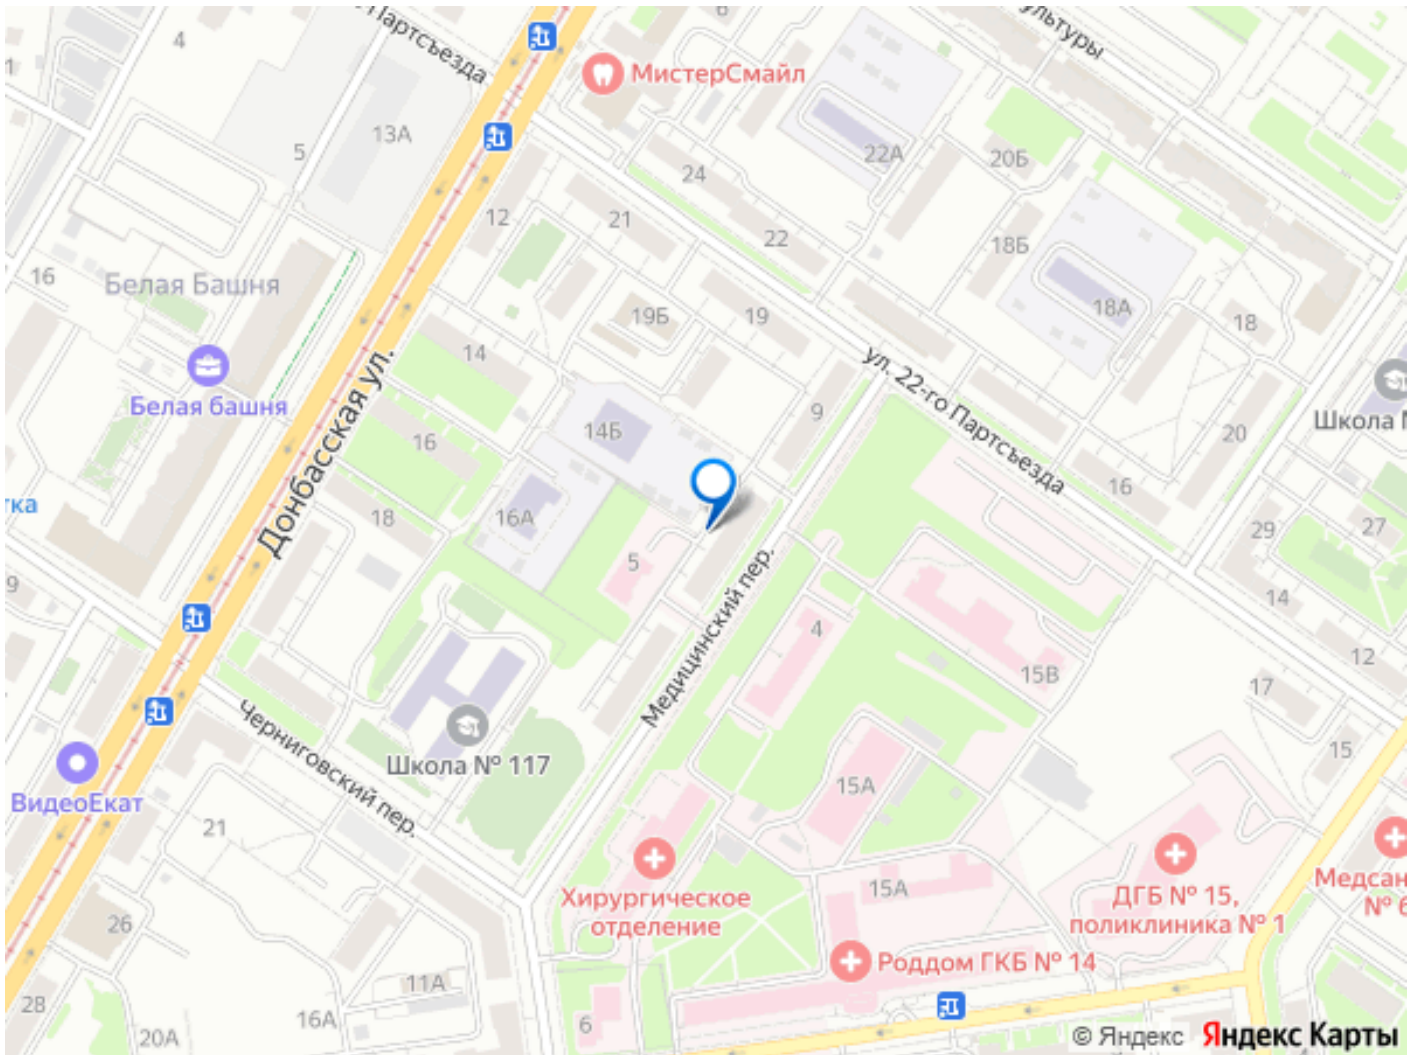 Партсъезда
ультуры
4
МистерСмайл
13А
5
22А
20Б
24
12
21
22
18Б
16
Белая Башня
19Б
19
18А
18
14
ул. 22-го Партсъезда
Белая башня
Донбасская ул.
9
Школа №
16
14Б
20
тка
18
16А
16
29
27
5
14
4
12
15В
17
Медицинский пер.
Черниговский пер.
Школа № 117
15
15А
ВидеоЕкат
21
15А
Хирургическое
отделение
ДГБ № 15,
поликлиника № 1
Медсан
№ 6
26
Роддом ГКБ № 14
11А
28
16А
6
20А
© Яндекс Яндекс Карты